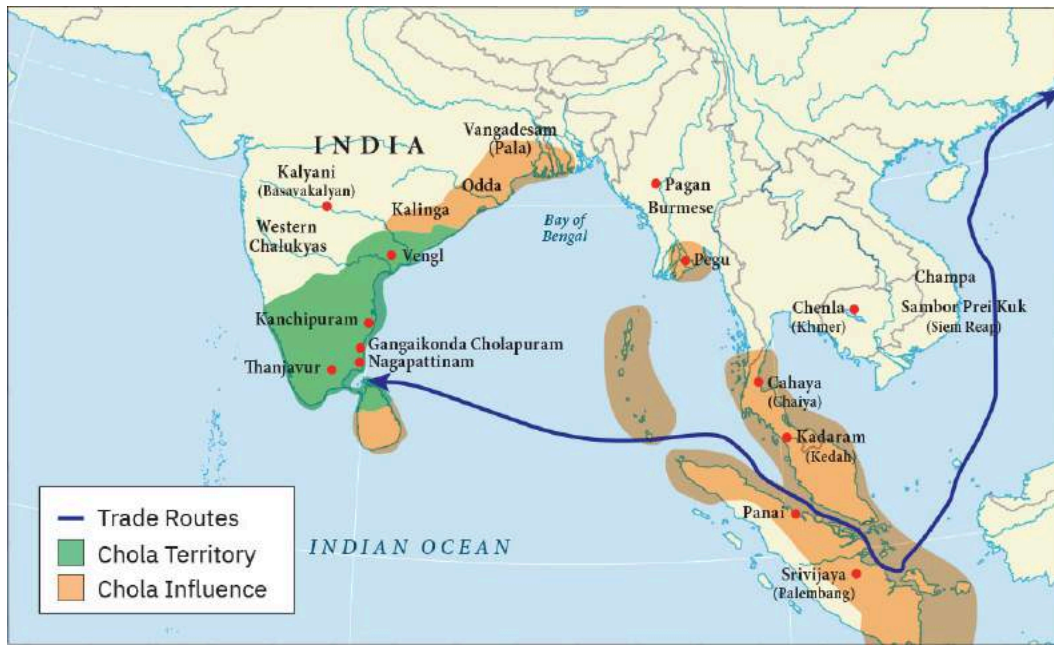 INDIA
Vangadesam
(Pala)
Kalyani
(Basavakalyan)
Odda
Kalinga
Western
Chalukyas
Vengl
Bay of
Bengal
Pagan
Burmese
Pegu
Champa
Chenla
(Khmer)
Sambor Prei Kuk
(Siem Reap)
Kanchipuram
Gangaikonda Cholapuram
Nagapattinam
Thanjavur
Cahaya
(Chaiya)
Kadaram
(Kedah)
Panai
Srivijaya
(Palembang)
INDIAN OCEAN
Trade Routes
Chola Territory
Chola Influence